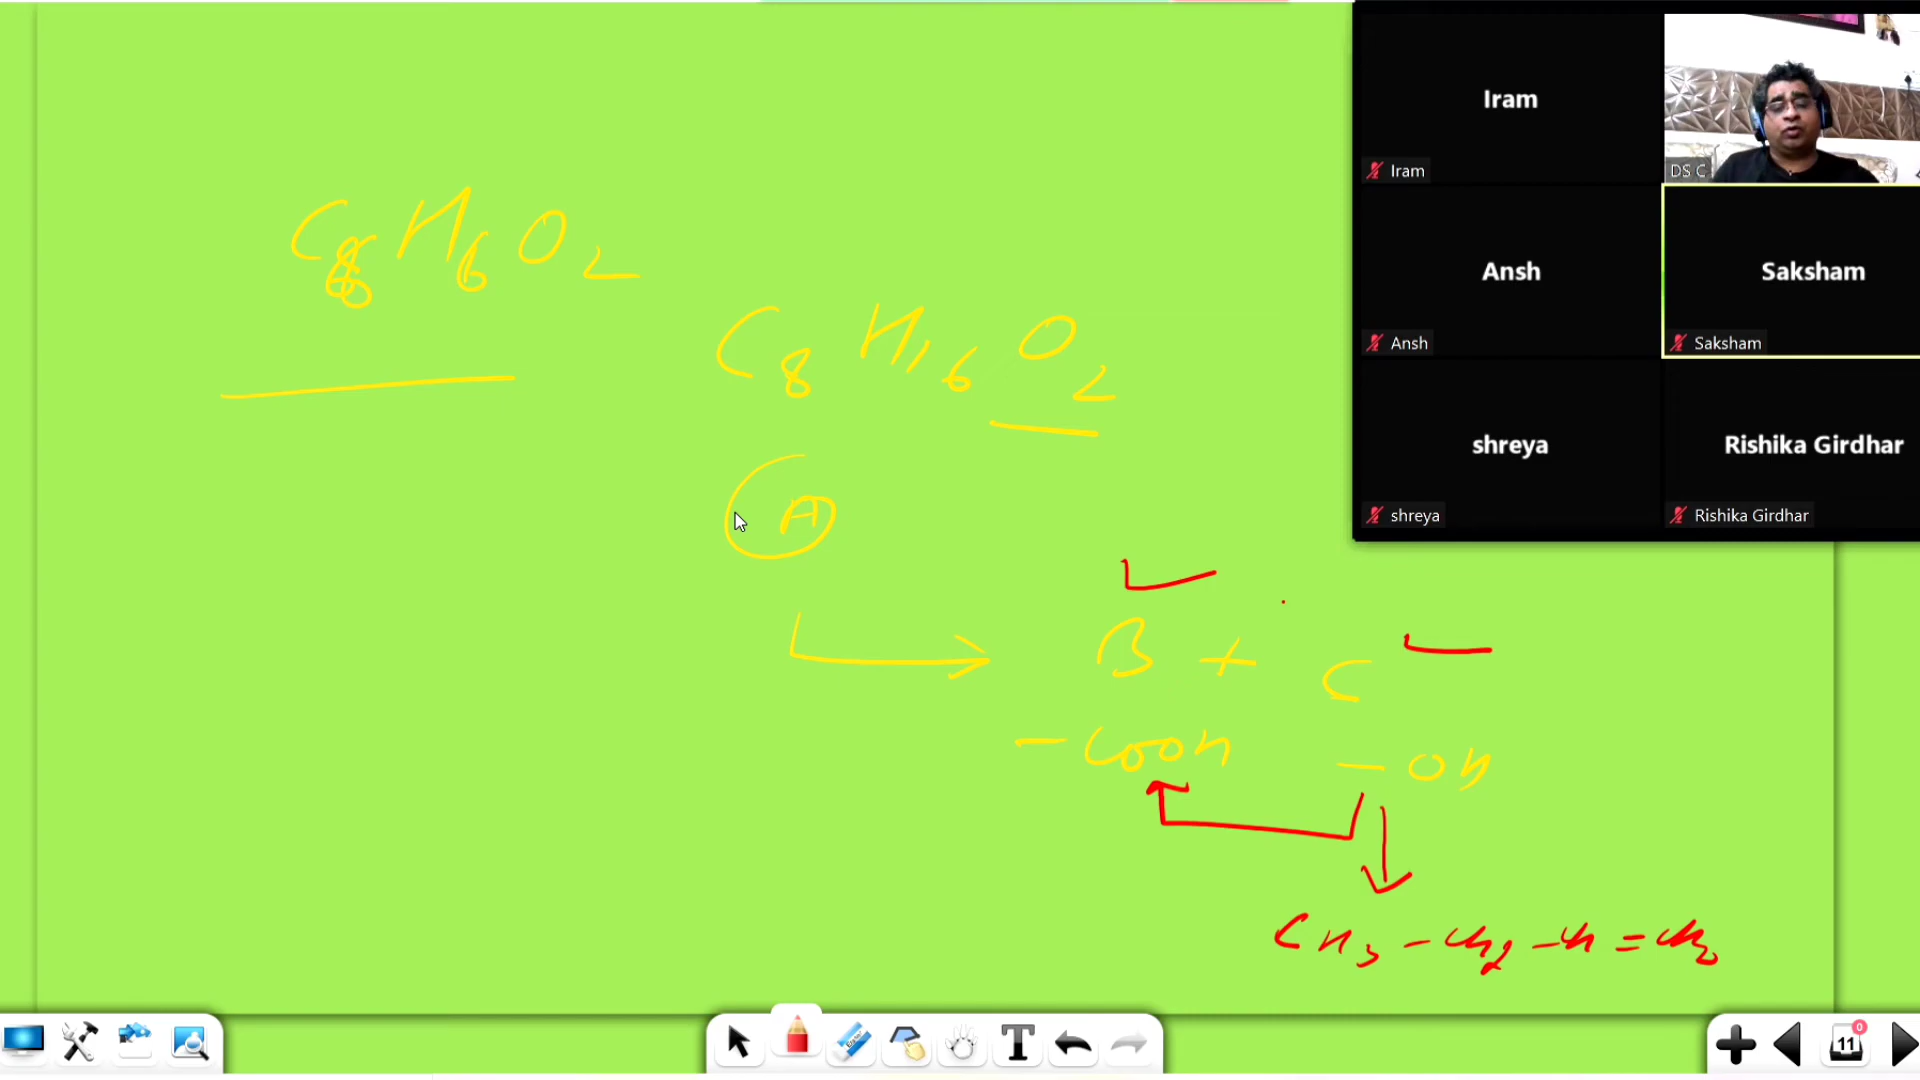 C8H6O2
C8H16O2
A
B + C
- COOH - OH
CH3 - CH2 - CH = CH2
Iram
Iram
DS C
Ansh
Ansh
Saksham
Saksham
shreya
shreya
Rishika Girdhar
Rishika Girdhar
T
0
11